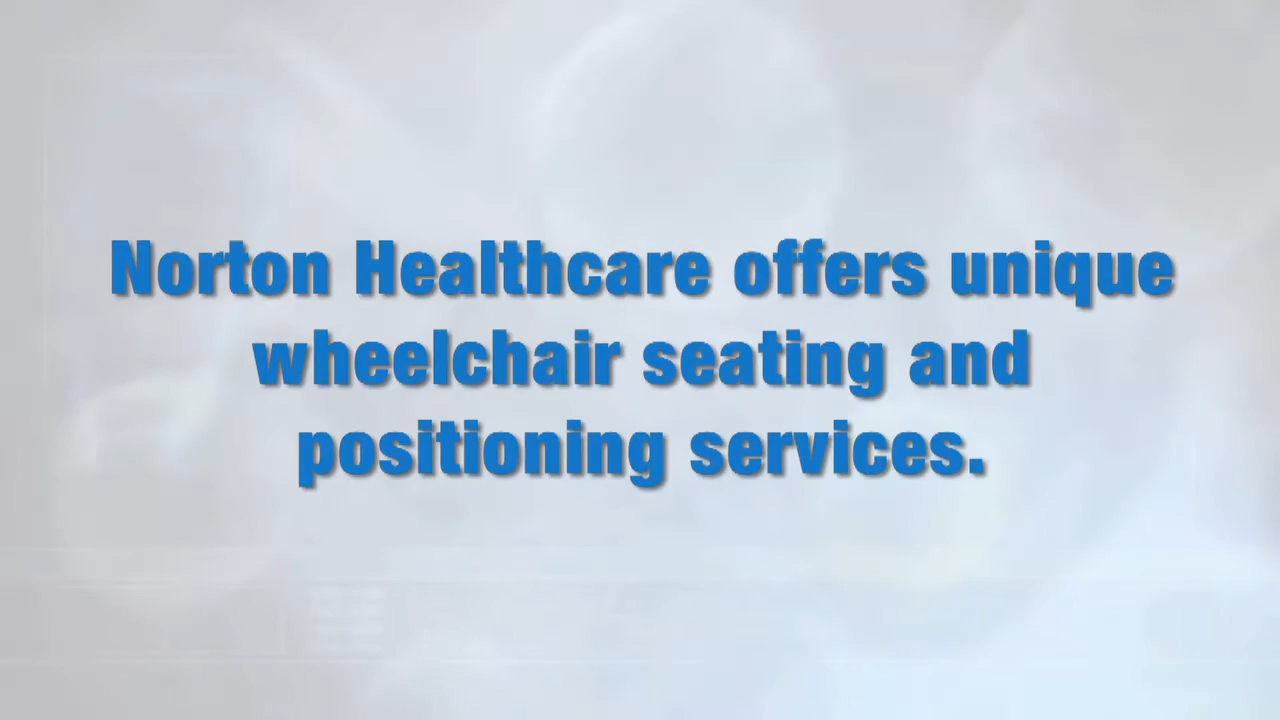 Norton Healthcare offers unique
wheelchair seating and
positioning services.